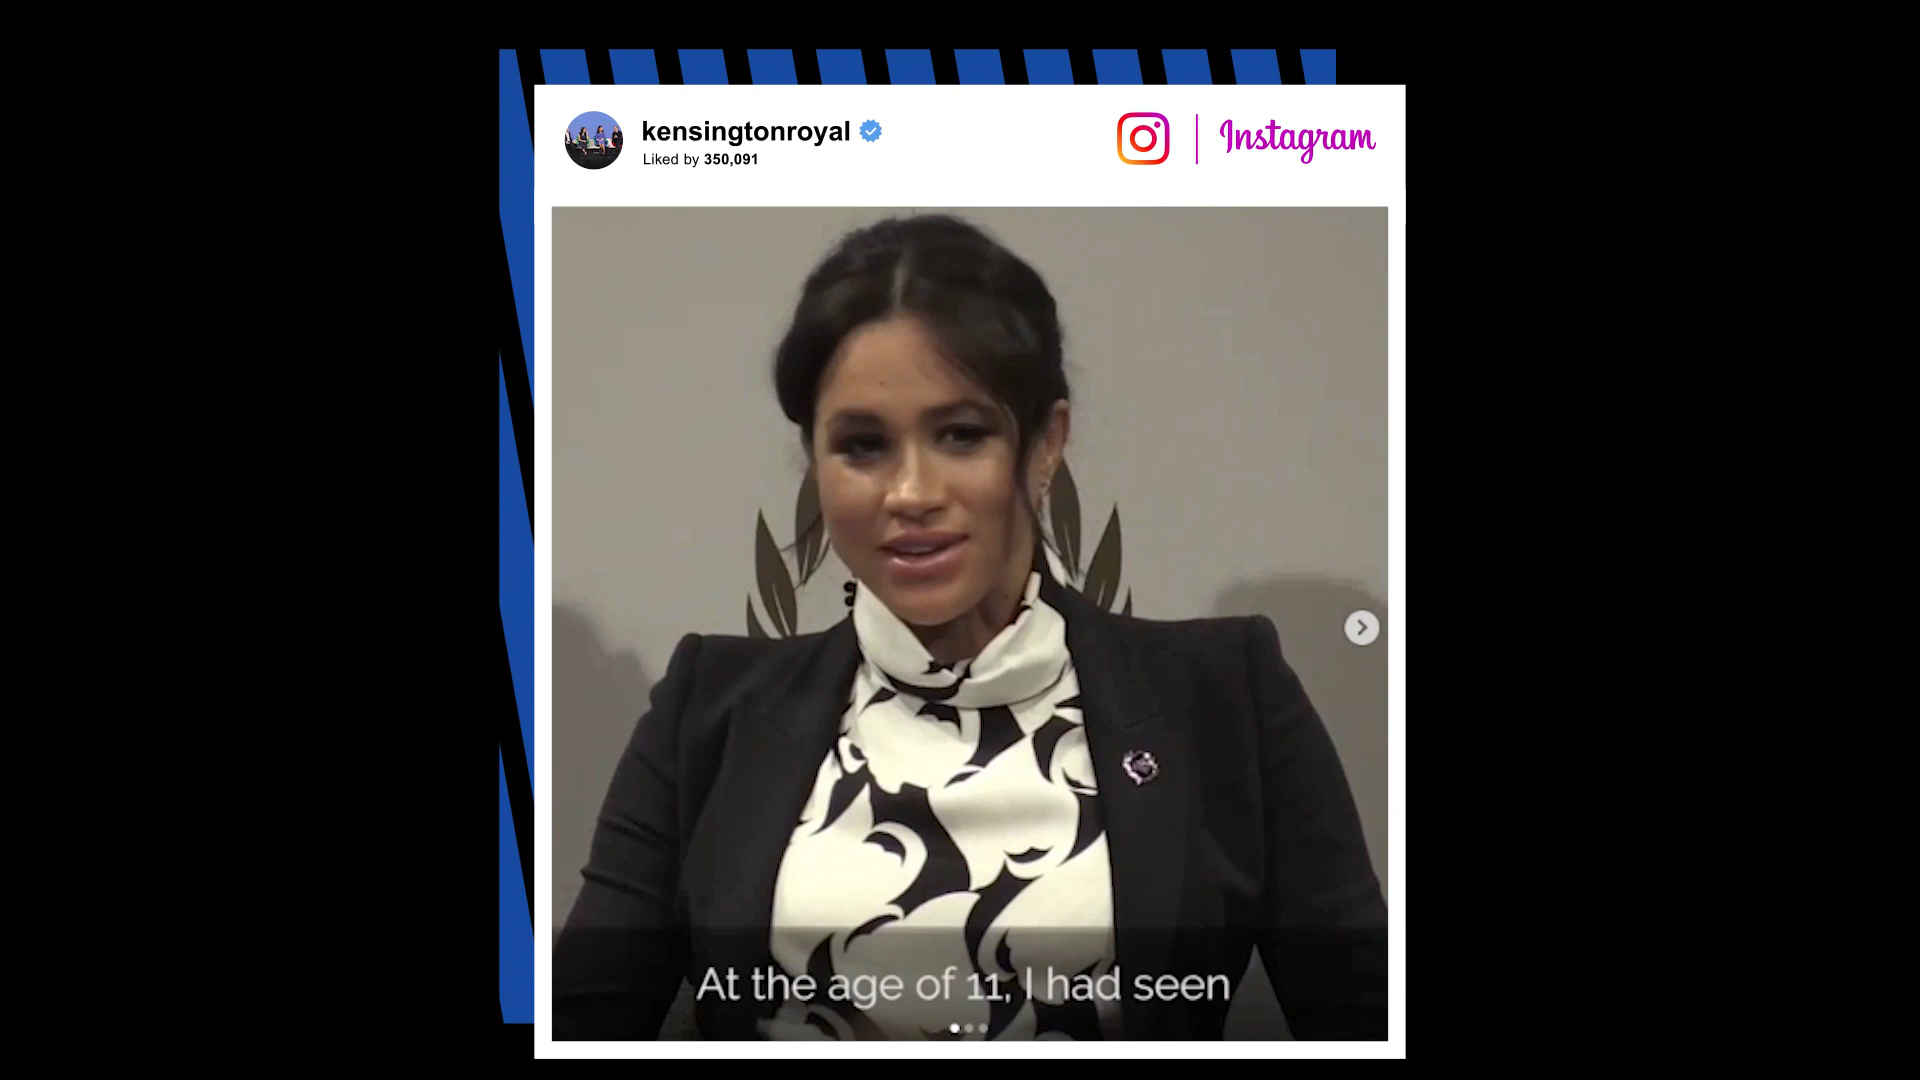 kensingtonroyal
Liked by 350,091
Instagram
At the age of 11, I had seen